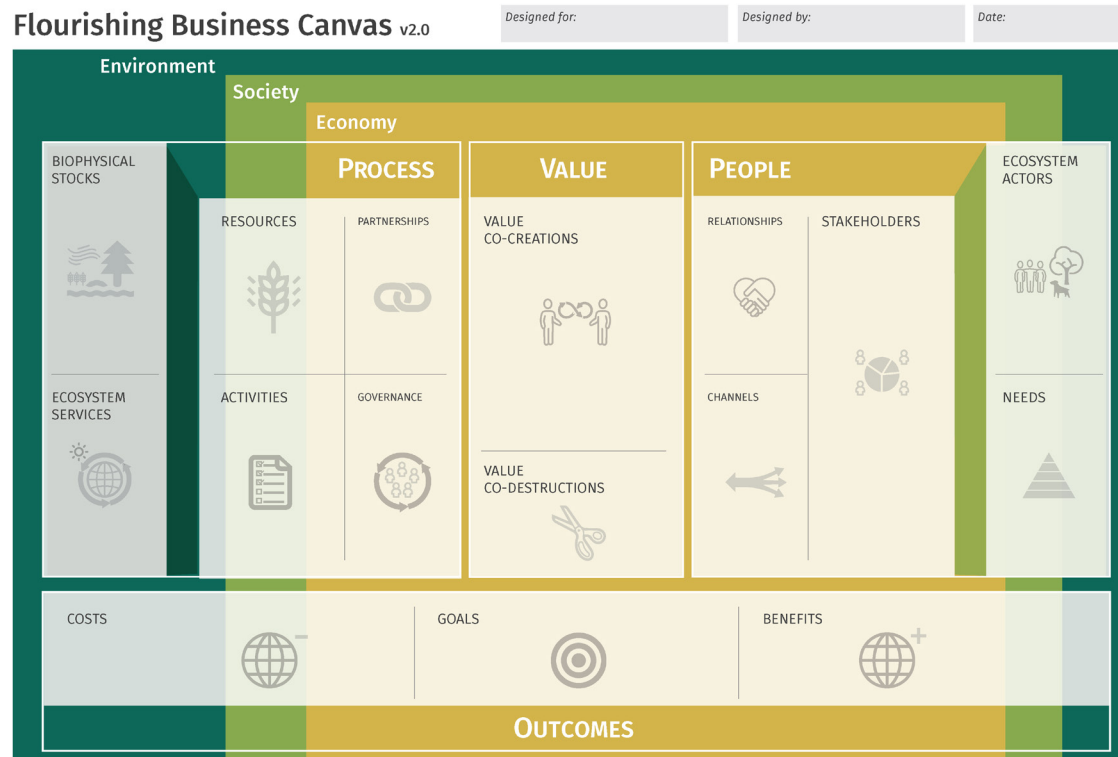 Flourishing Business Canvas v2.0
Designed for:
Designed by:
Date:
Environment
Society
Economy
BIOPHYSICAL
STOCKS
PROCESS
VALUE
PEOPLE
ECOSYSTEM
ACTORS
RESOURCES
PARTNERSHIPS
VALUE
CO-CREATIONS
RELATIONSHIPS
STAKEHOLDERS
ECOSYSTEM
SERVICES
ACTIVITIES
GOVERNANCE
CHANNELS
NEEDS
VALUE
CO-DESTRUCTIONS
COSTS
GOALS
BENEFITS
OUTCOMES